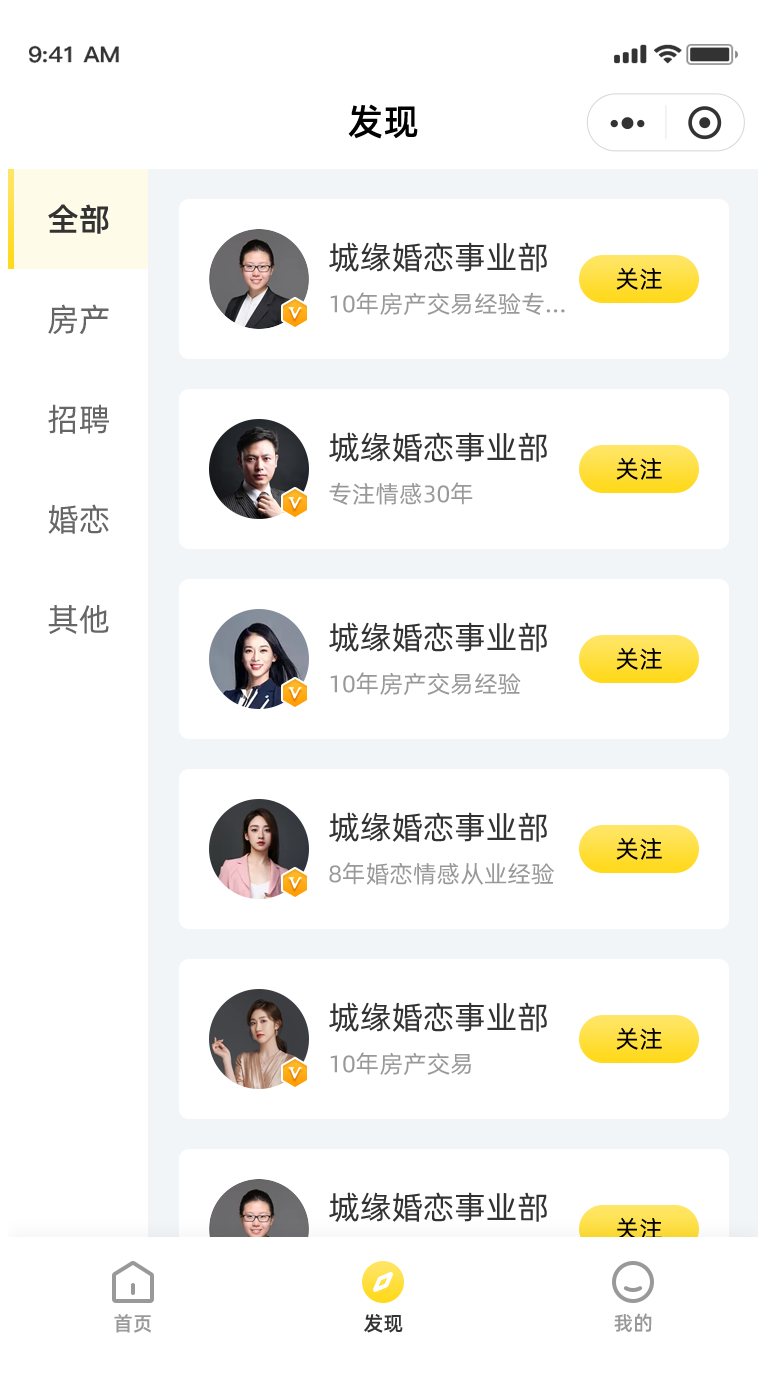 9:41 AM
发现
全部
房产
招聘
婚恋
其他
城缘婚恋事业部
10年房产交易经验专...
关注
城缘婚恋事业部
专注情感30年
关注
城缘婚恋事业部
10年房产交易经验
关注
城缘婚恋事业部
8年婚恋情感从业经验
关注
城缘婚恋事业部
10年房产交易
关注
城缘婚恋事业部
关注
首页
发现
我的